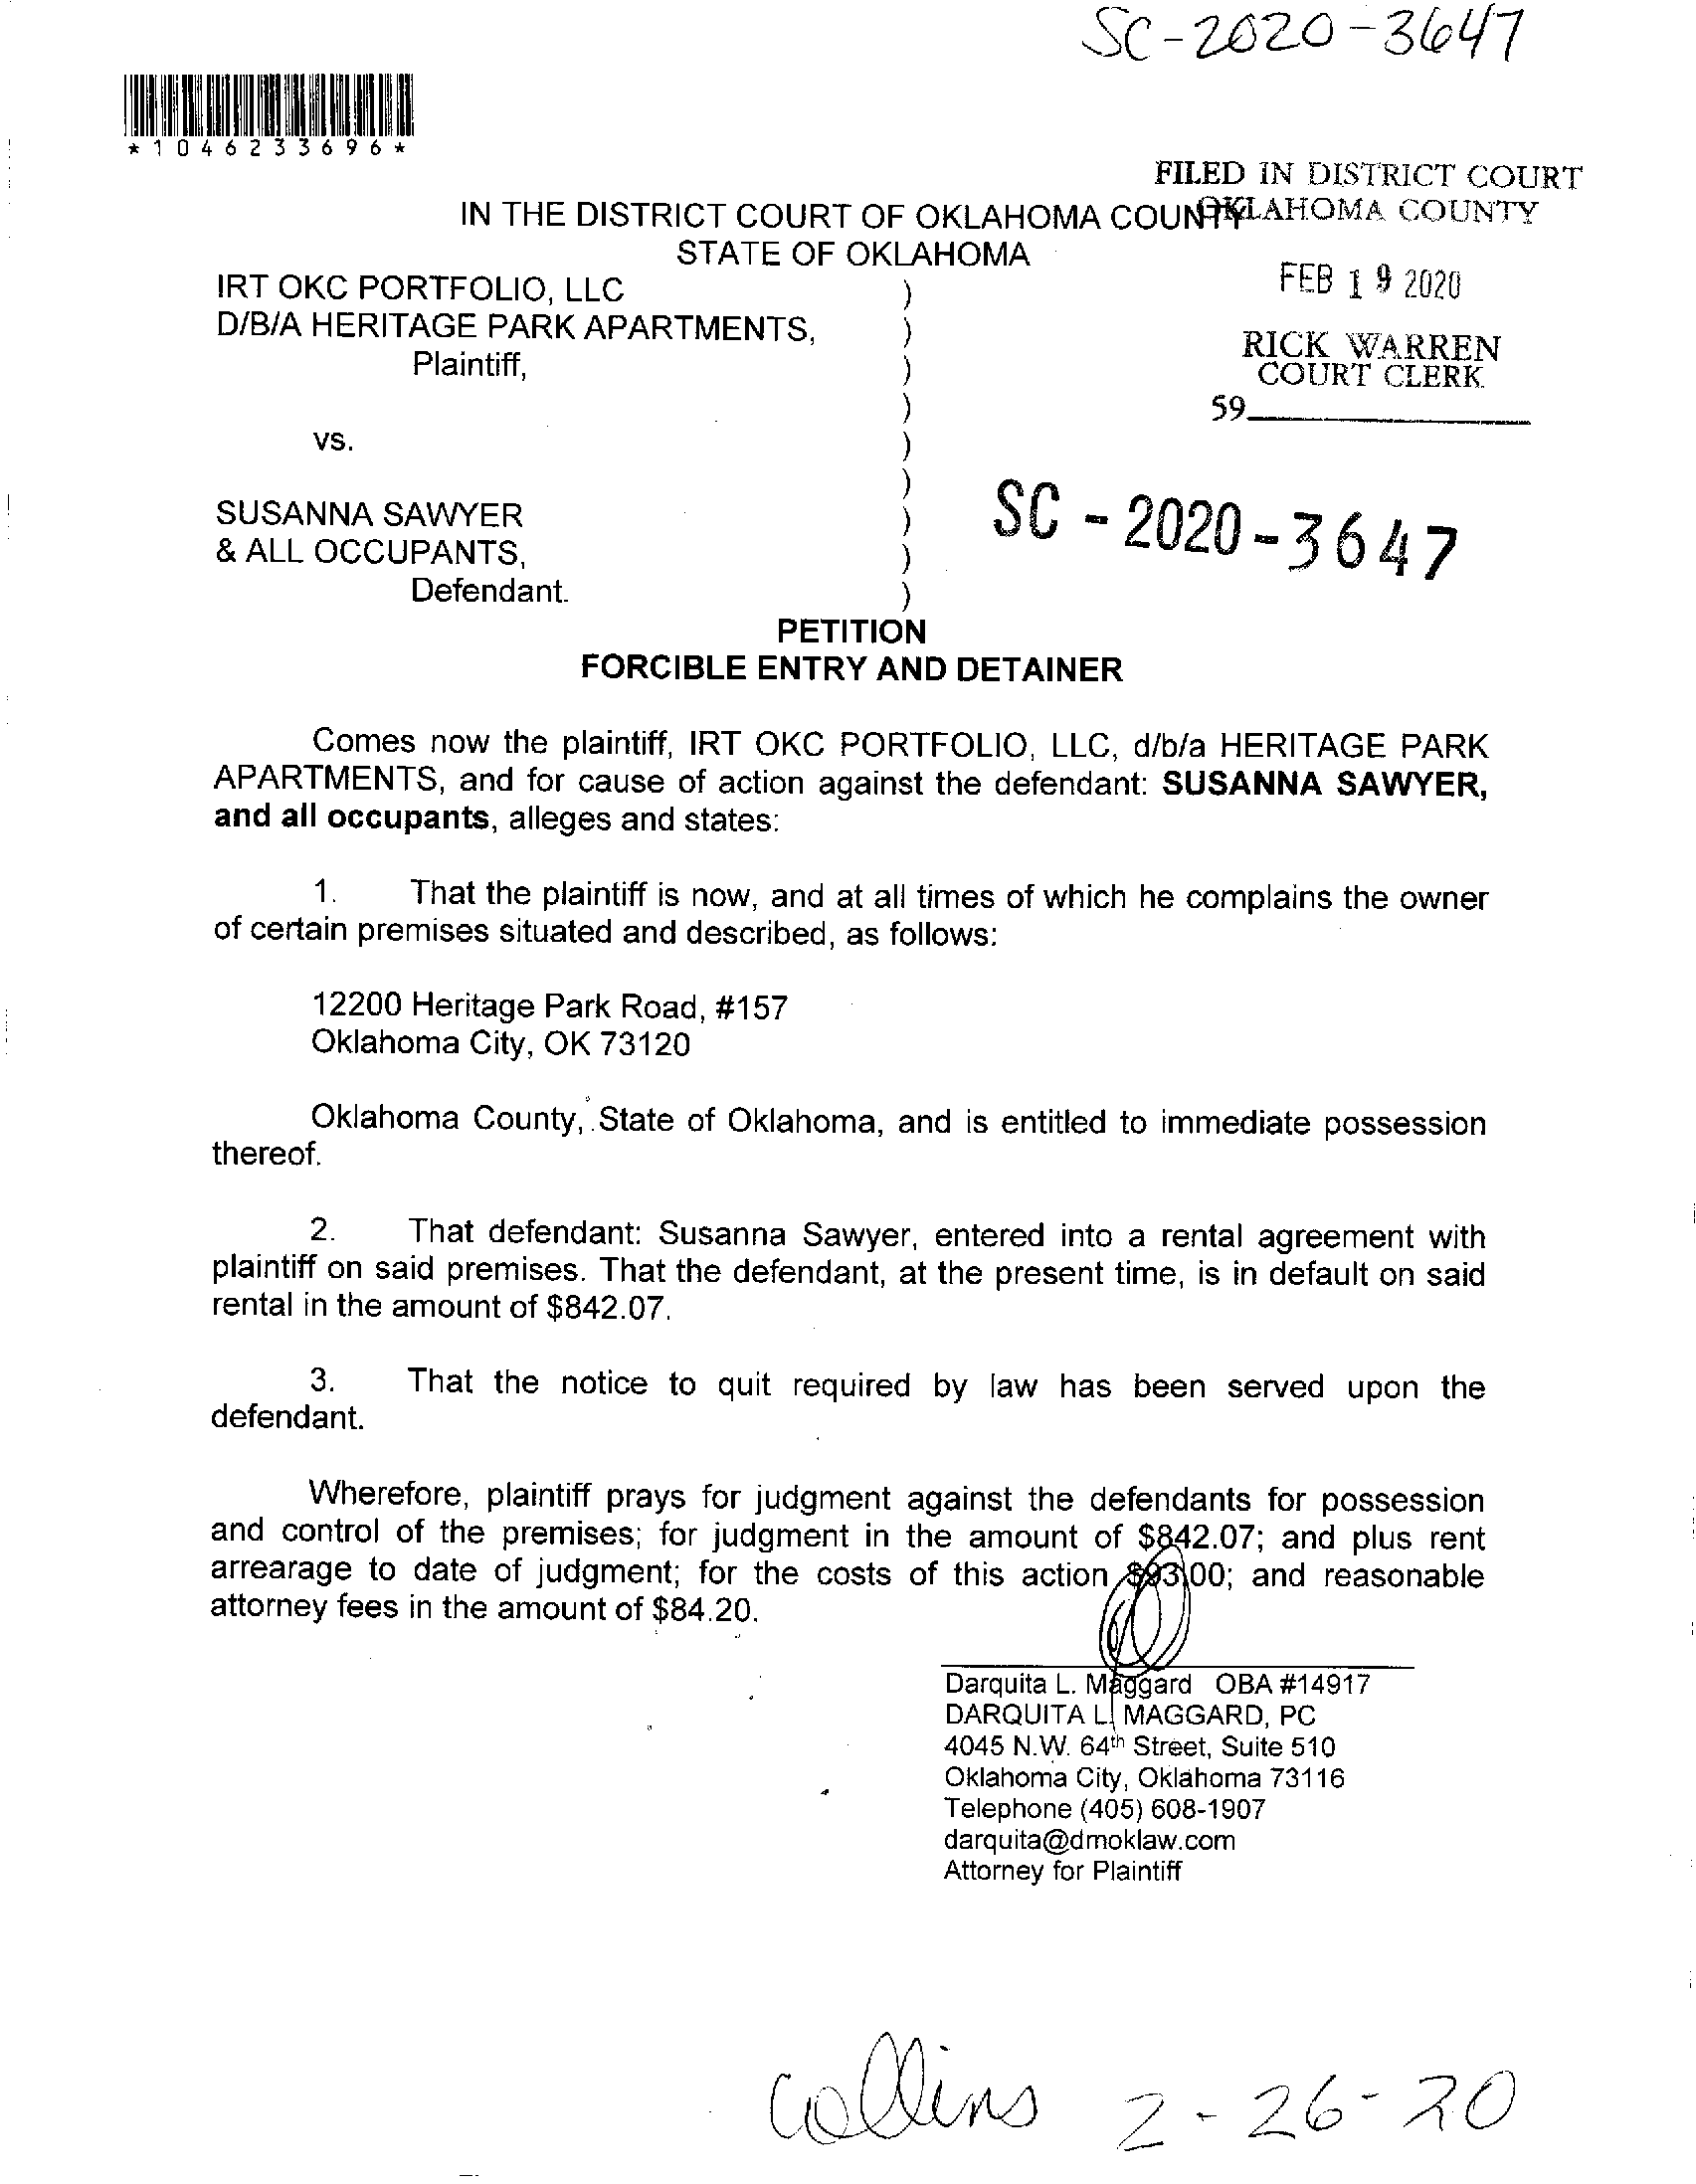 SC-2020-3647
*1046233696*
FILED IN DISTRICT COURT
OKLAHOMA COUNTY
IN THE DISTRICT COURT OF OKLAHOMA COUNTY
STATE OF OKLAHOMA
FEB 19 2020
RICK WARREN
COURT CLERK
59
IRT OKC PORTFOLIO, LLC )
D/B/A HERITAGE PARK APARTMENTS, )
Plaintiff, )
)
vs. )
)
SUSANNA SAWYER )
& ALL OCCUPANTS, )
Defendant. )
SC-2020-3647
PETITION
FORCIBLE ENTRY AND DETAINER
Comes now the plaintiff, IRT OKC PORTFOLIO, LLC, d/b/a HERITAGE PARK
APARTMENTS, and for cause of action against the defendant: SUSANNA SAWYER,
and all occupants, alleges and states:
1. That the plaintiff is now, and at all times of which he complains the owner
of certain premises situated and described, as follows:
12200 Heritage Park Road, #157
Oklahoma City, OK 73120
Oklahoma County, State of Oklahoma, and is entitled to immediate possession
thereof.
2. That defendant: Susanna Sawyer, entered into a rental agreement with
plaintiff on said premises. That the defendant, at the present time, is in default on said
rental in the amount of $842.07.
3. That the notice to quit required by law has been served upon the
defendant.
Wherefore, plaintiff prays for judgment against the defendants for possession
and control of the premises; for judgment in the amount of $842.07; and plus rent
arrearage to date of judgment; for the costs of this action $93.00; and reasonable
attorney fees in the amount of $84.20.
Darquita L. Maggard OBA #14917
DARQUITA L. MAGGARD, PC
4045 N.W. 64th Street, Suite 510
Oklahoma City, Oklahoma 73116
Telephone (405) 608-1907
darquita@dmoklaw.com
Attorney for Plaintiff
Collins 2-26-20